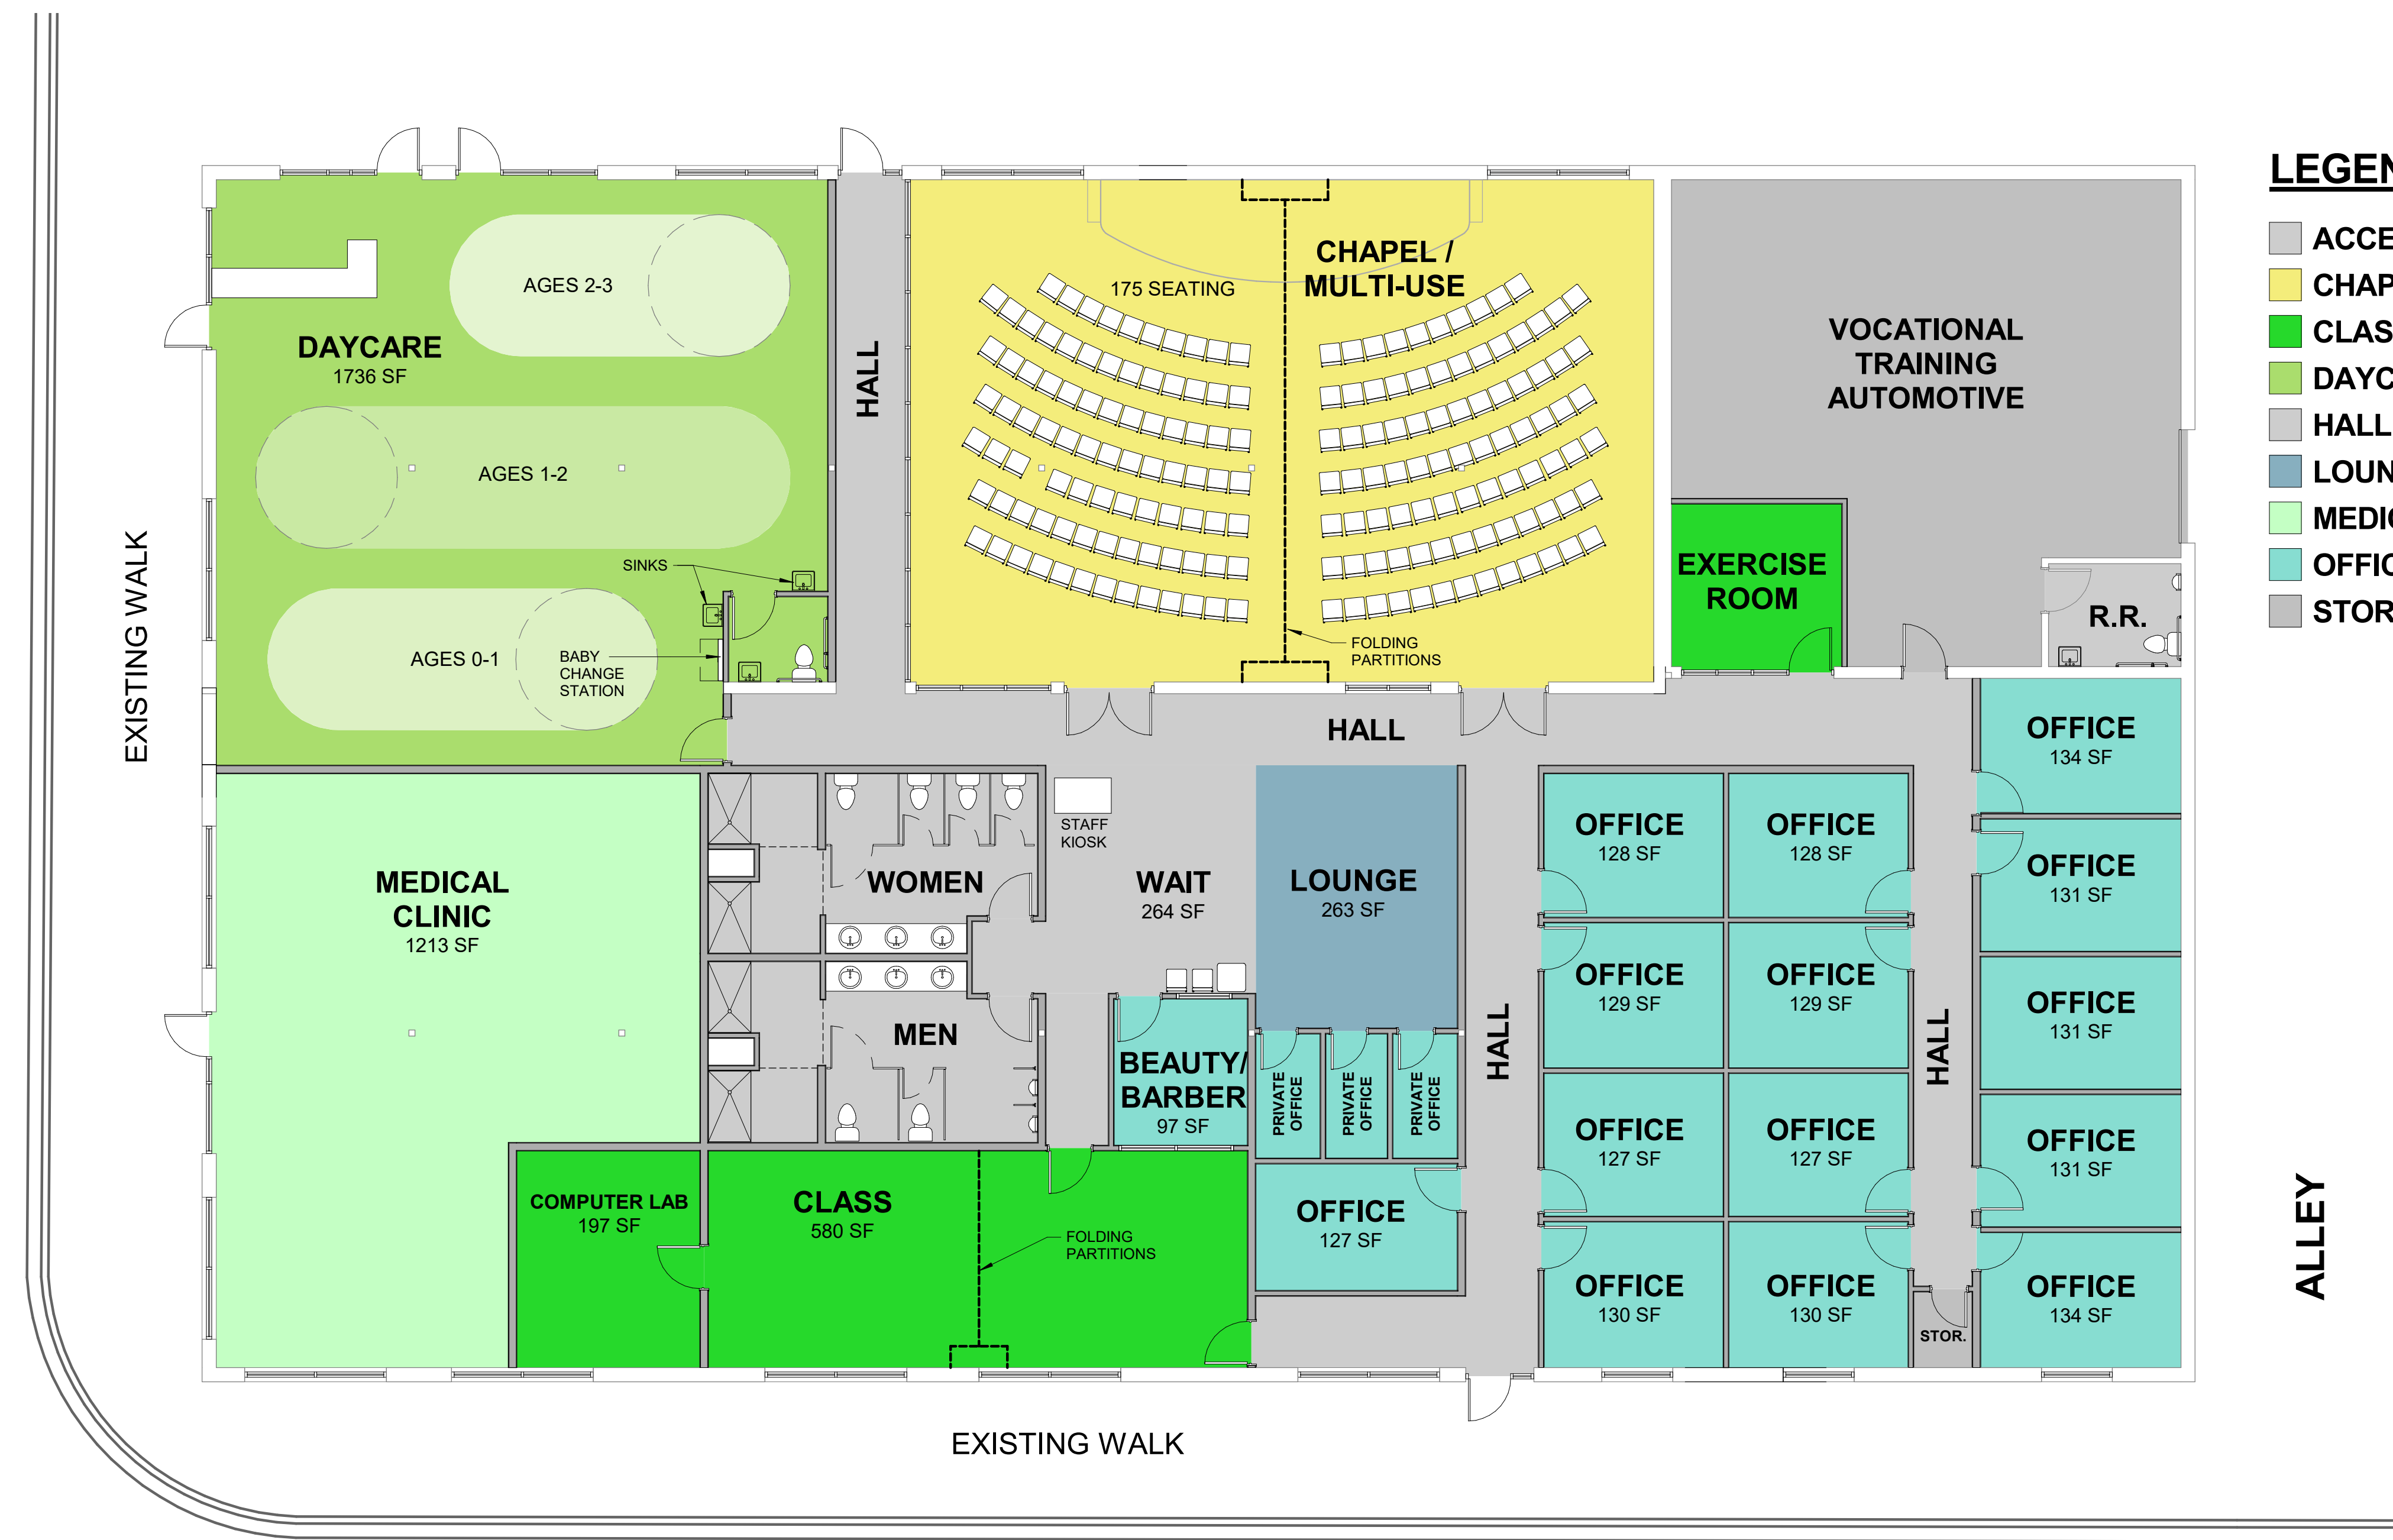 LEGEN
ACCE
CHAP
CLAS
DAYC
HALL
LOUN
MEDI
OFFIC
STOR
CHAPEL /
MULTI-USE
175 SEATING
AGES 2-3
DAYCARE
1736 SF
HALL
VOCATIONAL
TRAINING
AUTOMOTIVE
AGES 1-2
EXISTING WALK
SINKS
EXERCISE
ROOM
R.R.
AGES 0-1
BABY
CHANGE
STATION
FOLDING
PARTITIONS
HALL
OFFICE
134 SF
STAFF
KIOSK
OFFICE
128 SF
OFFICE
128 SF
OFFICE
131 SF
MEDICAL
CLINIC
1213 SF
WOMEN
WAIT
264 SF
LOUNGE
263 SF
OFFICE
129 SF
OFFICE
129 SF
OFFICE
131 SF
MEN
HALL
HALL
BEAUTY/
BARBER
97 SF
PRIVATE
OFFICE
PRIVATE
OFFICE
PRIVATE
OFFICE
OFFICE
127 SF
OFFICE
127 SF
OFFICE
131 SF
COMPUTER LAB
197 SF
CLASS
580 SF
FOLDING
PARTITIONS
OFFICE
127 SF
ALLEY
OFFICE
130 SF
OFFICE
130 SF
OFFICE
134 SF
STOR.
EXISTING WALK